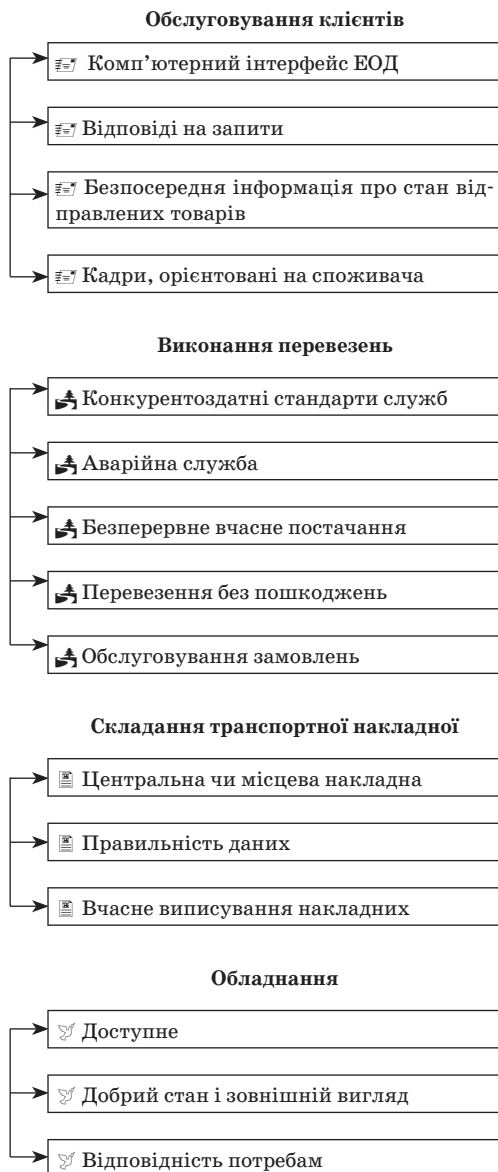 Обслуговування клієнтів
Комп’ютерний інтерфейс ЕОД
Відповіді на запити
Безпосередня інформація про стан від-
правлених товарів
Кадри, орієнтовані на споживача
Виконання перевезень
Конкурентоздатні стандарти служб
Аварійна служба
Безперервне вчасне постачання
Перевезення без пошкоджень
Обслуговування замовлень
Складання транспортної накладної
Центральна чи місцева накладна
Правильність даних
Вчасне виписування накладних
Обладнання
Доступне
Добрий стан і зовнішній вигляд
Відповідність потребам